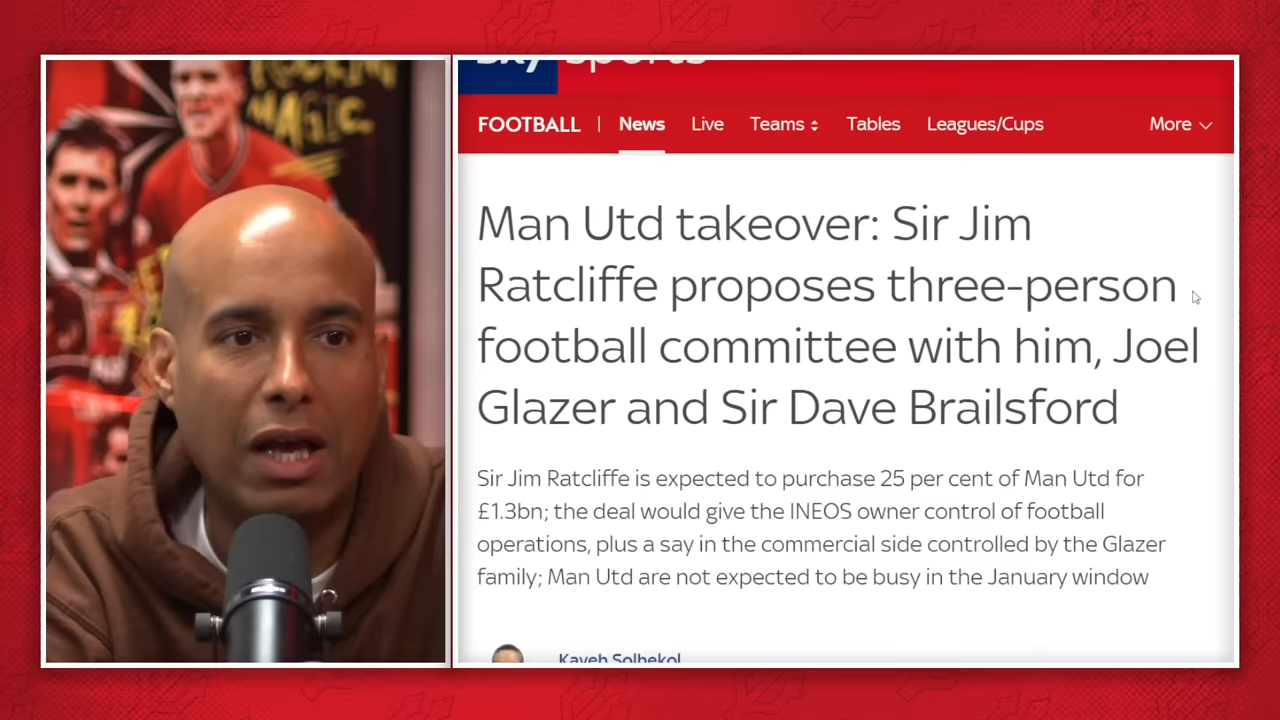 ROCKIN'
MAGIC.
sky sports
FOOTBALL | News Live Teams Tables Leagues/Cups More
Man Utd takeover: Sir Jim
Ratcliffe proposes three-person
football committee with him, Joel
Glazer and Sir Dave Brailsford
Sir Jim Ratcliffe is expected to purchase 25 per cent of Man Utd for
£1.3bn; the deal would give the INEOS owner control of football
operations, plus a say in the commercial side controlled by the Glazer
family; Man Utd are not expected to be busy in the January window
Kaveh Solhekol